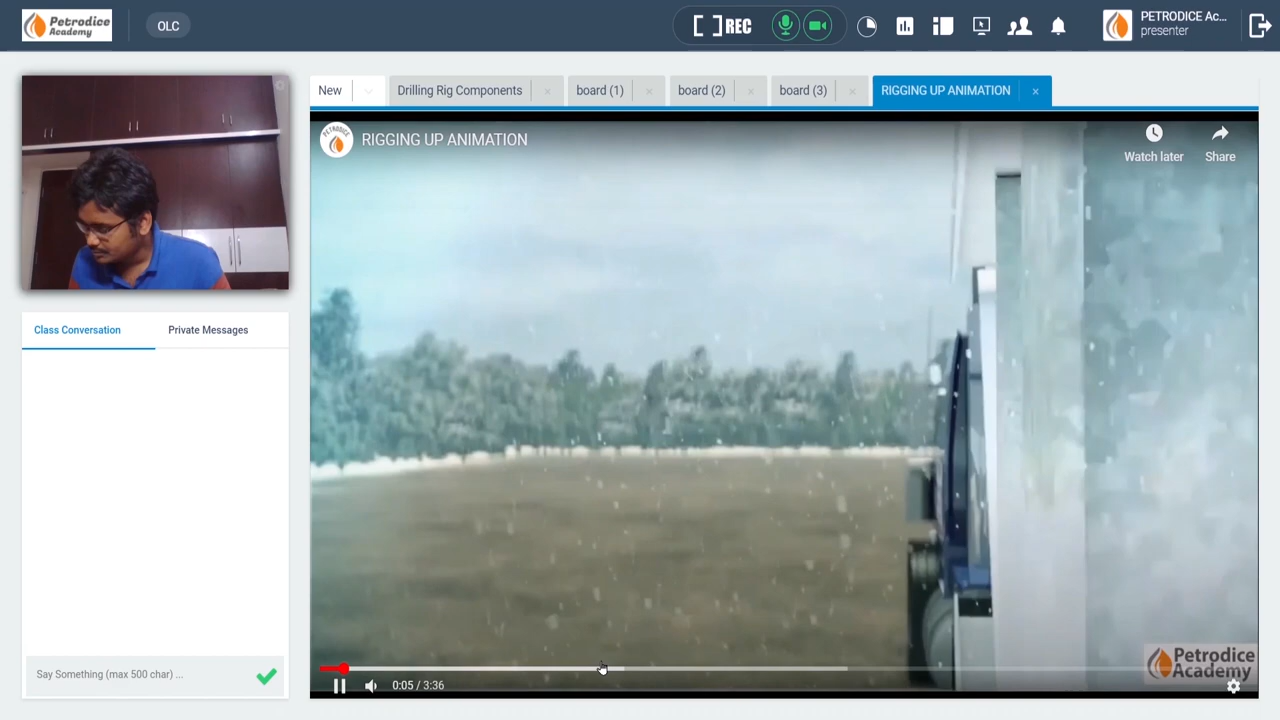 Petrodice
Academy
OLC
[ ] REC
PETRODICE Ac...
presenter
New
Drilling Rig Components
board (1)
board (2)
board (3)
RIGGING UP ANIMATION
PETRODICE
RIGGING UP ANIMATION
Watch later
Share
Class Conversation
Private Messages
Say Something (max 500 char) ...
0:05 / 3:36
Petrodice
Academy